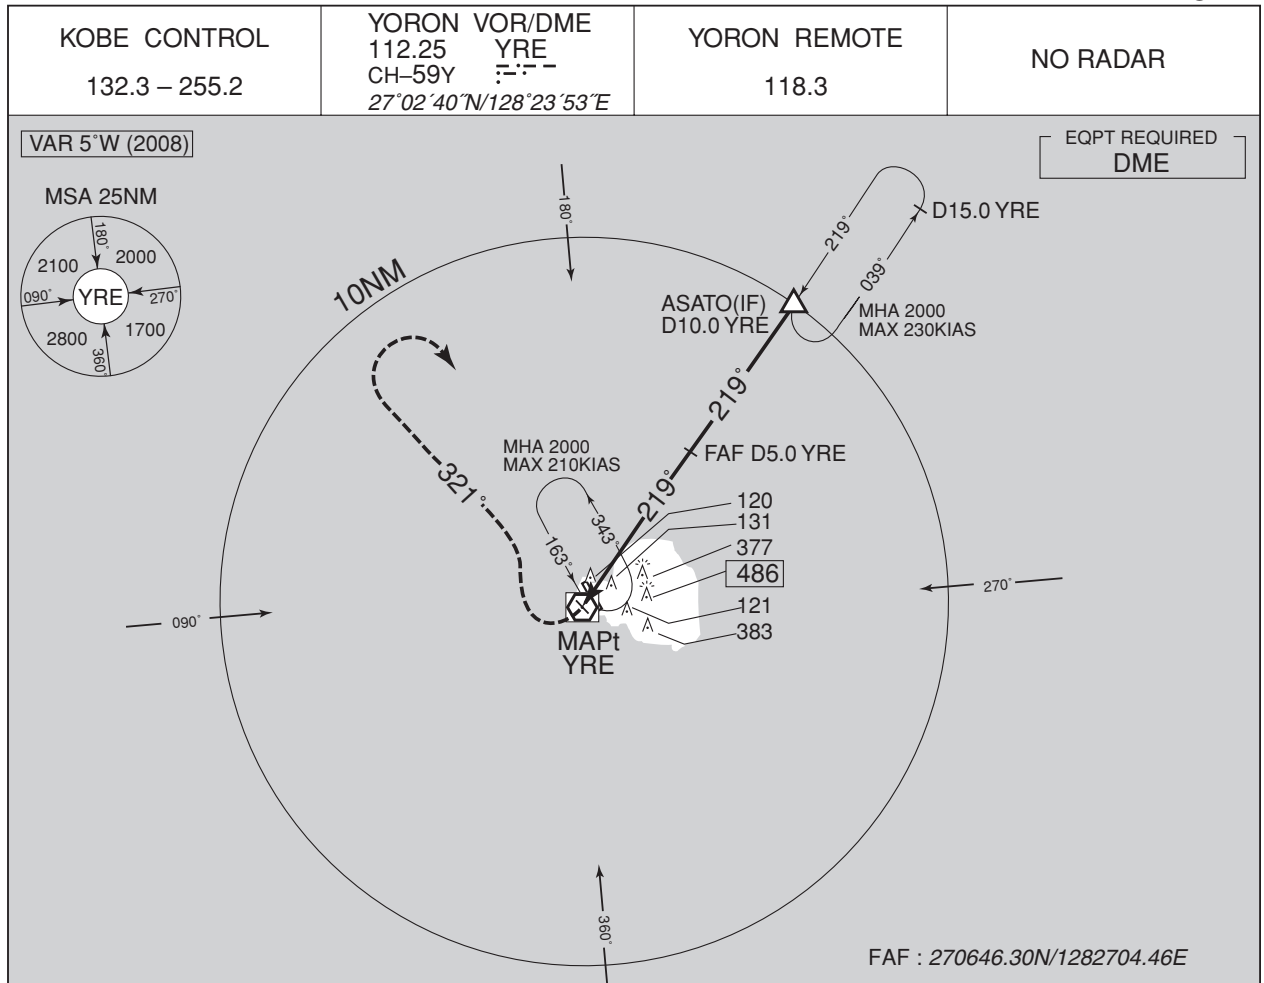 KOBE CONTROL
132.3 – 255.2
YORON VOR/DME
112.25 YRE
CH–59Y
27°02´40˝N/128°23´53˝E
YORON REMOTE
118.3
NO RADAR
VAR 5°W (2008)
EQPT REQUIRED
DME
MSA 25NM
180°
2100
2000
090°
YRE
270°
2800
1700
360°
180°
10NM
219°
D15.0 YRE
039°
ASATO(IF)
D10.0 YRE
MHA 2000
MAX 230KIAS
219°
FAF D5.0 YRE
MHA 2000
MAX 210KIAS
321°
219°
343°
163°
120
131
377
486
121
383
270°
090°
MAPt
YRE
360°
FAF : 270646.30N/1282704.46E